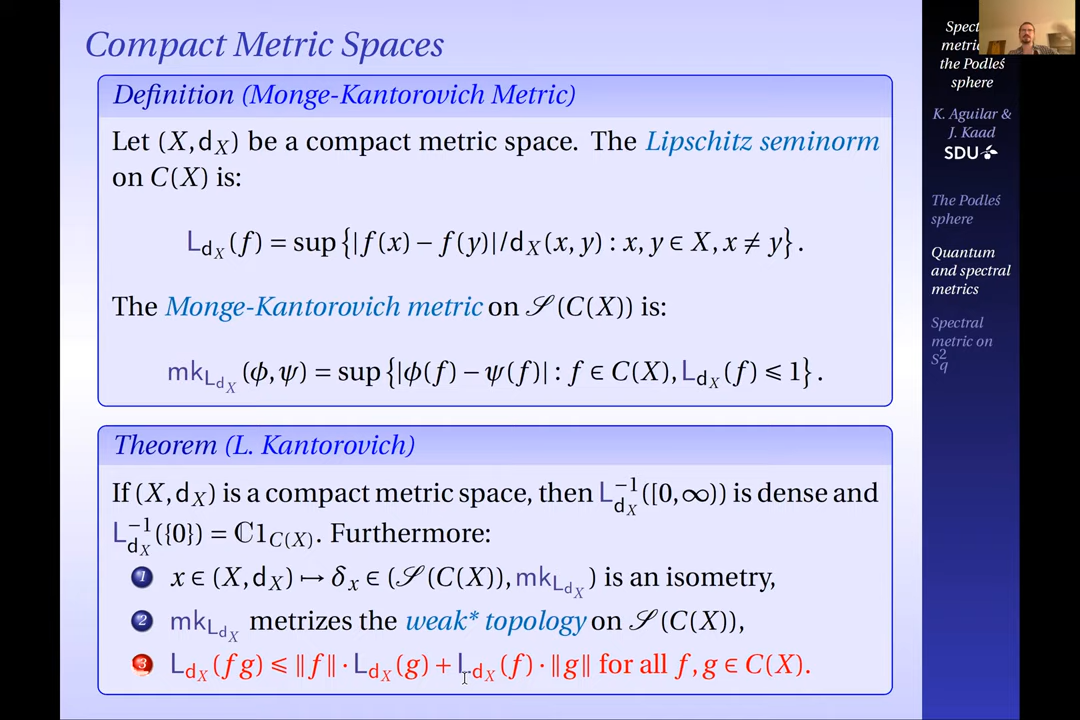 Compact Metric Spaces
Definition (Monge-Kantorovich Metric)
Let (X,d_X) be a compact metric space. The Lipschitz seminorm
on C(X) is:
L_{d_X}(f) = sup{|f(x) − f(y)|/d_X(x, y) : x, y ∈ X, x ≠ y}.
The Monge-Kantorovich metric on 𝒮(C(X)) is:
mk_{L_{d_X}}(ϕ,ψ) = sup{|ϕ(f) − ψ(f)| : f ∈ C(X), L_{d_X}(f) ⩽ 1}.
Theorem (L. Kantorovich)
If (X,d_X) is a compact metric space, then L_{d_X}^{−1}([0,∞)) is dense and
L_{d_X}^{−1}({0}) = ℂ1_{C(X)}. Furthermore:
1 x ∈ (X,d_X) ↦ δ_x ∈ (𝒮(C(X)),mk_{L_{d_X}}) is an isometry,
2 mk_{L_{d_X}} metrizes the weak* topology on 𝒮(C(X)),
3 L_{d_X}(fg) ⩽ ‖f‖ · L_{d_X}(g) + L_{d_X}(f) · ‖g‖ for all f, g ∈ C(X).
the Podleś
sphere
K. Aguilar &
J. Kaad
SDU
The Podleś
sphere
Quantum
and spectral
metrics
Spectral
metric on
S_q^2